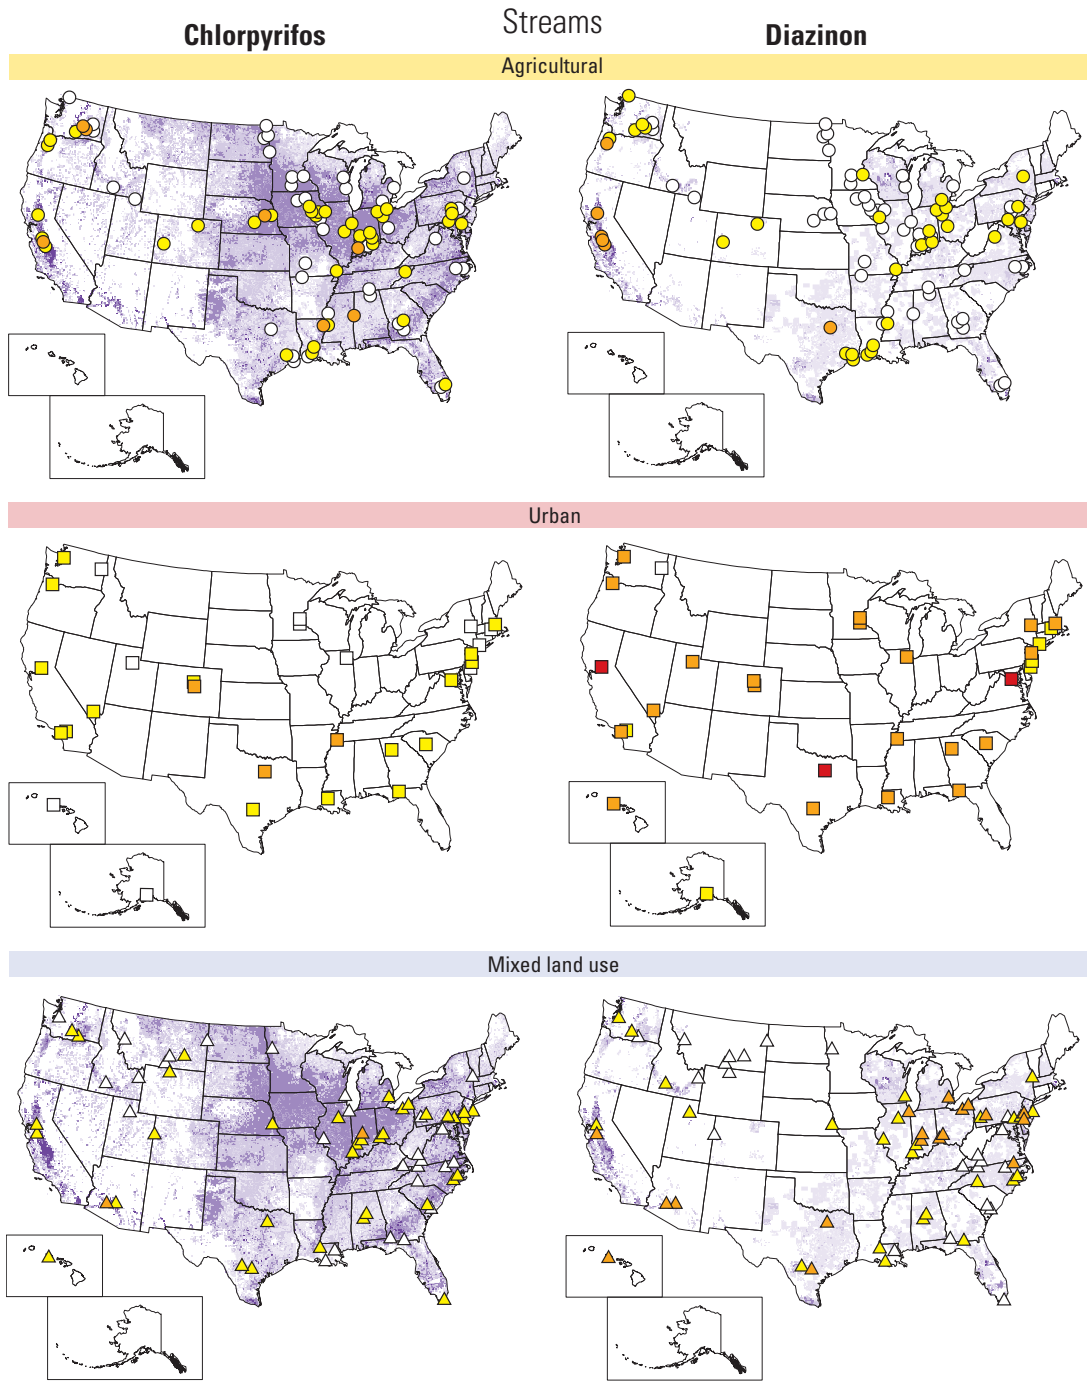 Streams
Chlorpyrifos
Diazinon
Agricultural
Urban
Mixed land use